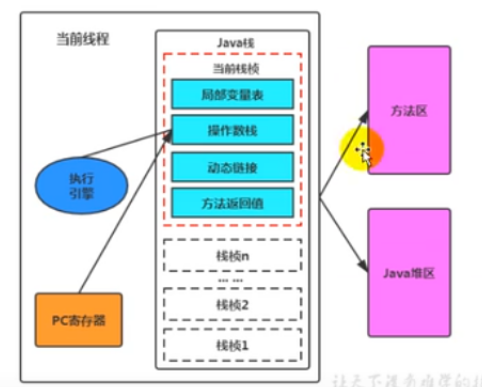 当前线程
Java栈
当前栈桢
局部变量表
操作数栈
动态链接
方法返回值
执行
引擎
PC寄存器
栈桢n
... ...
栈桢2
栈桢1
方法区
Java堆区